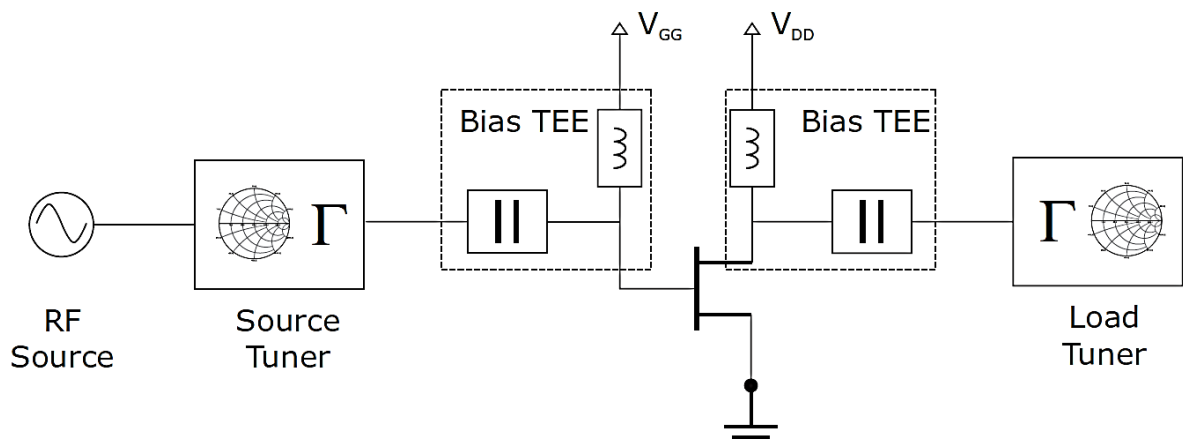 V_GG
V_DD
Bias TEE
Bias TEE
Γ
Γ
RF
Source
Source
Tuner
Load
Tuner